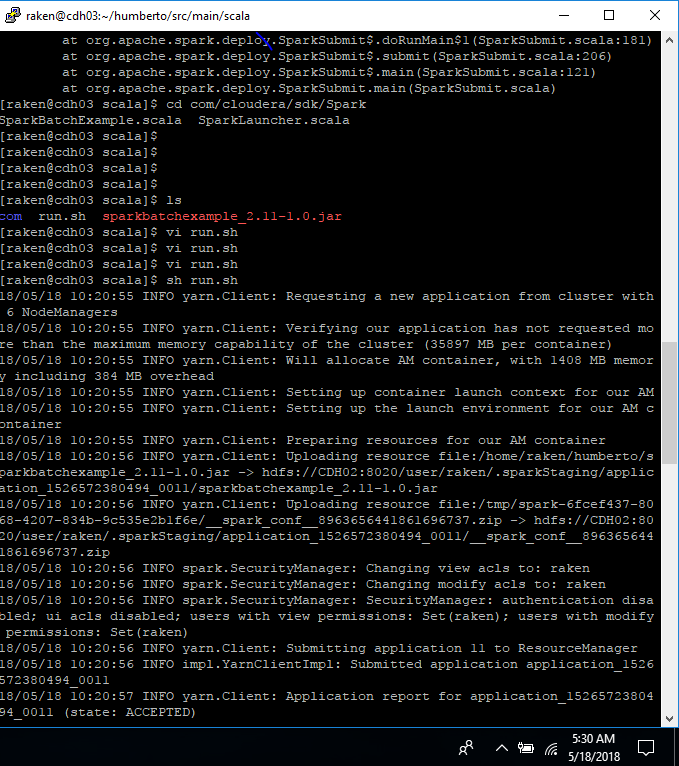 raken@cdh03:~/humberto/src/main/scala
at org.apache.spark.deploy.SparkSubmit$.doRunMain$1(SparkSubmit.scala:181)
at org.apache.spark.deploy.SparkSubmit$.submit(SparkSubmit.scala:206)
at org.apache.spark.deploy.SparkSubmit$.main(SparkSubmit.scala:121)
at org.apache.spark.deploy.SparkSubmit.main(SparkSubmit.scala)
[raken@cdh03 scala]$ cd com/cloudera/sdk/Spark
SparkBatchExample.scala  SparkLauncher.scala
[raken@cdh03 scala]$
[raken@cdh03 scala]$
[raken@cdh03 scala]$
[raken@cdh03 scala]$
[raken@cdh03 scala]$ ls
com  run.sh  sparkbatchexample_2.11-1.0.jar
[raken@cdh03 scala]$ vi run.sh
[raken@cdh03 scala]$ vi run.sh
[raken@cdh03 scala]$ vi run.sh
[raken@cdh03 scala]$ sh run.sh
18/05/18 10:20:55 INFO yarn.Client: Requesting a new application from cluster with
6 NodeManagers
18/05/18 10:20:55 INFO yarn.Client: Verifying our application has not requested mo
re than the maximum memory capability of the cluster (35897 MB per container)
18/05/18 10:20:55 INFO yarn.Client: Will allocate AM container, with 1408 MB memor
y including 384 MB overhead
18/05/18 10:20:55 INFO yarn.Client: Setting up container launch context for our AM
18/05/18 10:20:55 INFO yarn.Client: Setting up the launch environment for our AM c
ontainer
18/05/18 10:20:55 INFO yarn.Client: Preparing resources for our AM container
18/05/18 10:20:56 INFO yarn.Client: Uploading resource file:/home/raken/humberto/s
parkbatchexample_2.11-1.0.jar -> hdfs://CDH02:8020/user/raken/.sparkStaging/applic
ation_1526572380494_0011/sparkbatchexample_2.11-1.0.jar
18/05/18 10:20:56 INFO yarn.Client: Uploading resource file:/tmp/spark-6fcef437-80
68-4207-834b-9c535e2b1f6e/__spark_conf__8963656441861696737.zip -> hdfs://CDH02:80
20/user/raken/.sparkStaging/application_1526572380494_0011/__spark_conf__896365644
1861696737.zip
18/05/18 10:20:56 INFO spark.SecurityManager: Changing view acls to: raken
18/05/18 10:20:56 INFO spark.SecurityManager: Changing modify acls to: raken
18/05/18 10:20:56 INFO spark.SecurityManager: SecurityManager: authentication disa
bled; ui acls disabled; users with view permissions: Set(raken); users with modify
permissions: Set(raken)
18/05/18 10:20:56 INFO yarn.Client: Submitting application 11 to ResourceManager
18/05/18 10:20:56 INFO impl.YarnClientImpl: Submitted application application_1526
572380494_0011
18/05/18 10:20:57 INFO yarn.Client: Application report for application_15265723804
94_0011 (state: ACCEPTED)
5:30 AM
5/18/2018